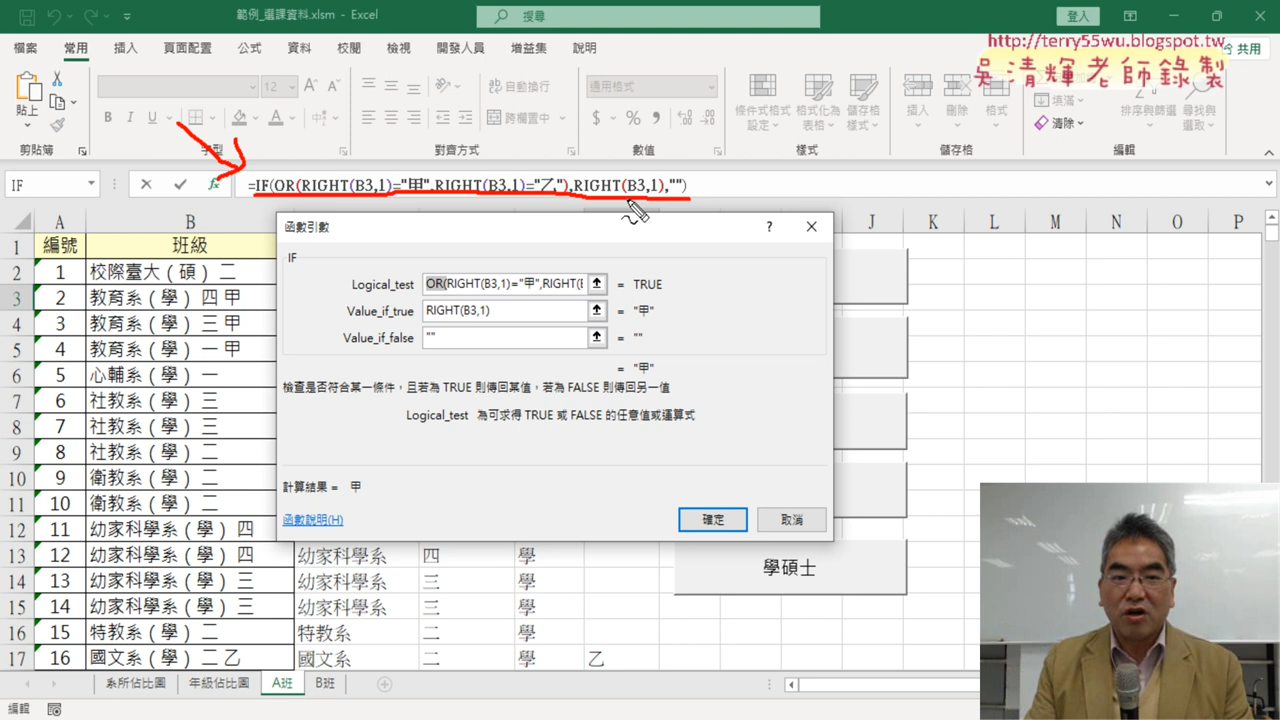 範例_選課資料.xlsm - Excel
搜尋
登入
檔案 常用 插入 頁面配置 公式 資料 校閱 檢視 開發人員 增益集 說明
共用
http://terry55wu.blogspot.tw
吳清輝老師錄製
貼上
12
B I U
自動換行
跨欄置中
通用格式
條件式格式設定
格式化為表格
儲存格樣式
插入 刪除 格式
填滿
清除
排序與篩選
尋找與選取
剪貼簿 字型 對齊方式 數值 樣式 儲存格 編輯
IF
=IF(OR(RIGHT(B3,1)="甲",RIGHT(B3,1)="乙"),RIGHT(B3,1),"")
A B J K L M N O P
1 編號 班級
2 1 校際臺大（碩）二
3 2 教育系（學）四 甲
4 3 教育系（學）三 甲
5 4 教育系（學）一 甲
6 5 心輔系（學）一
7 6 社教系（學）三
8 7 社教系（學）三
9 8 社教系（學）二
10 9 衛教系（學）二
11 10 衛教系（學）二
12 11 幼家科學系（學）四
13 12 幼家科學系（學）四 幼家科學系 四 學
14 13 幼家科學系（學）三 幼家科學系 三 學
15 14 幼家科學系（學）三 幼家科學系 三 學
16 15 特教系（學）二 特教系 二 學
17 16 國文系（學）二 乙 國文系 二 學 乙
函數引數
? ×
IF
Logical_test OR(RIGHT(B3,1)="甲",RIGHT(E = TRUE
Value_if_true RIGHT(B3,1) = "甲"
Value_if_false "" = ""
= "甲"
檢查是否符合某一條件，且若為 TRUE 則傳回某值，若為 FALSE 則傳回另一值
Logical_test 為可求得 TRUE 或 FALSE 的任意值或運算式
計算結果 = 甲
函數說明(H)
確定 取消
學碩士
系所佔比圖 年級佔比圖 A班 B班
編輯